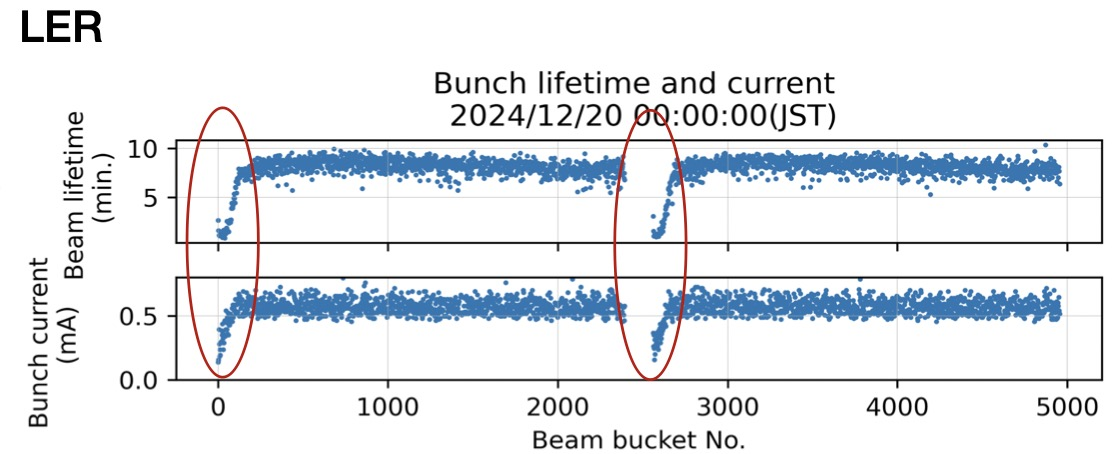 LER
Bunch lifetime and current
2024/12/20 00:00:00(JST)
Beam lifetime
(min.)
10
5
Bunch current
(mA)
0.5
0.0
0 1000 2000 3000 4000 5000
Beam bucket No.